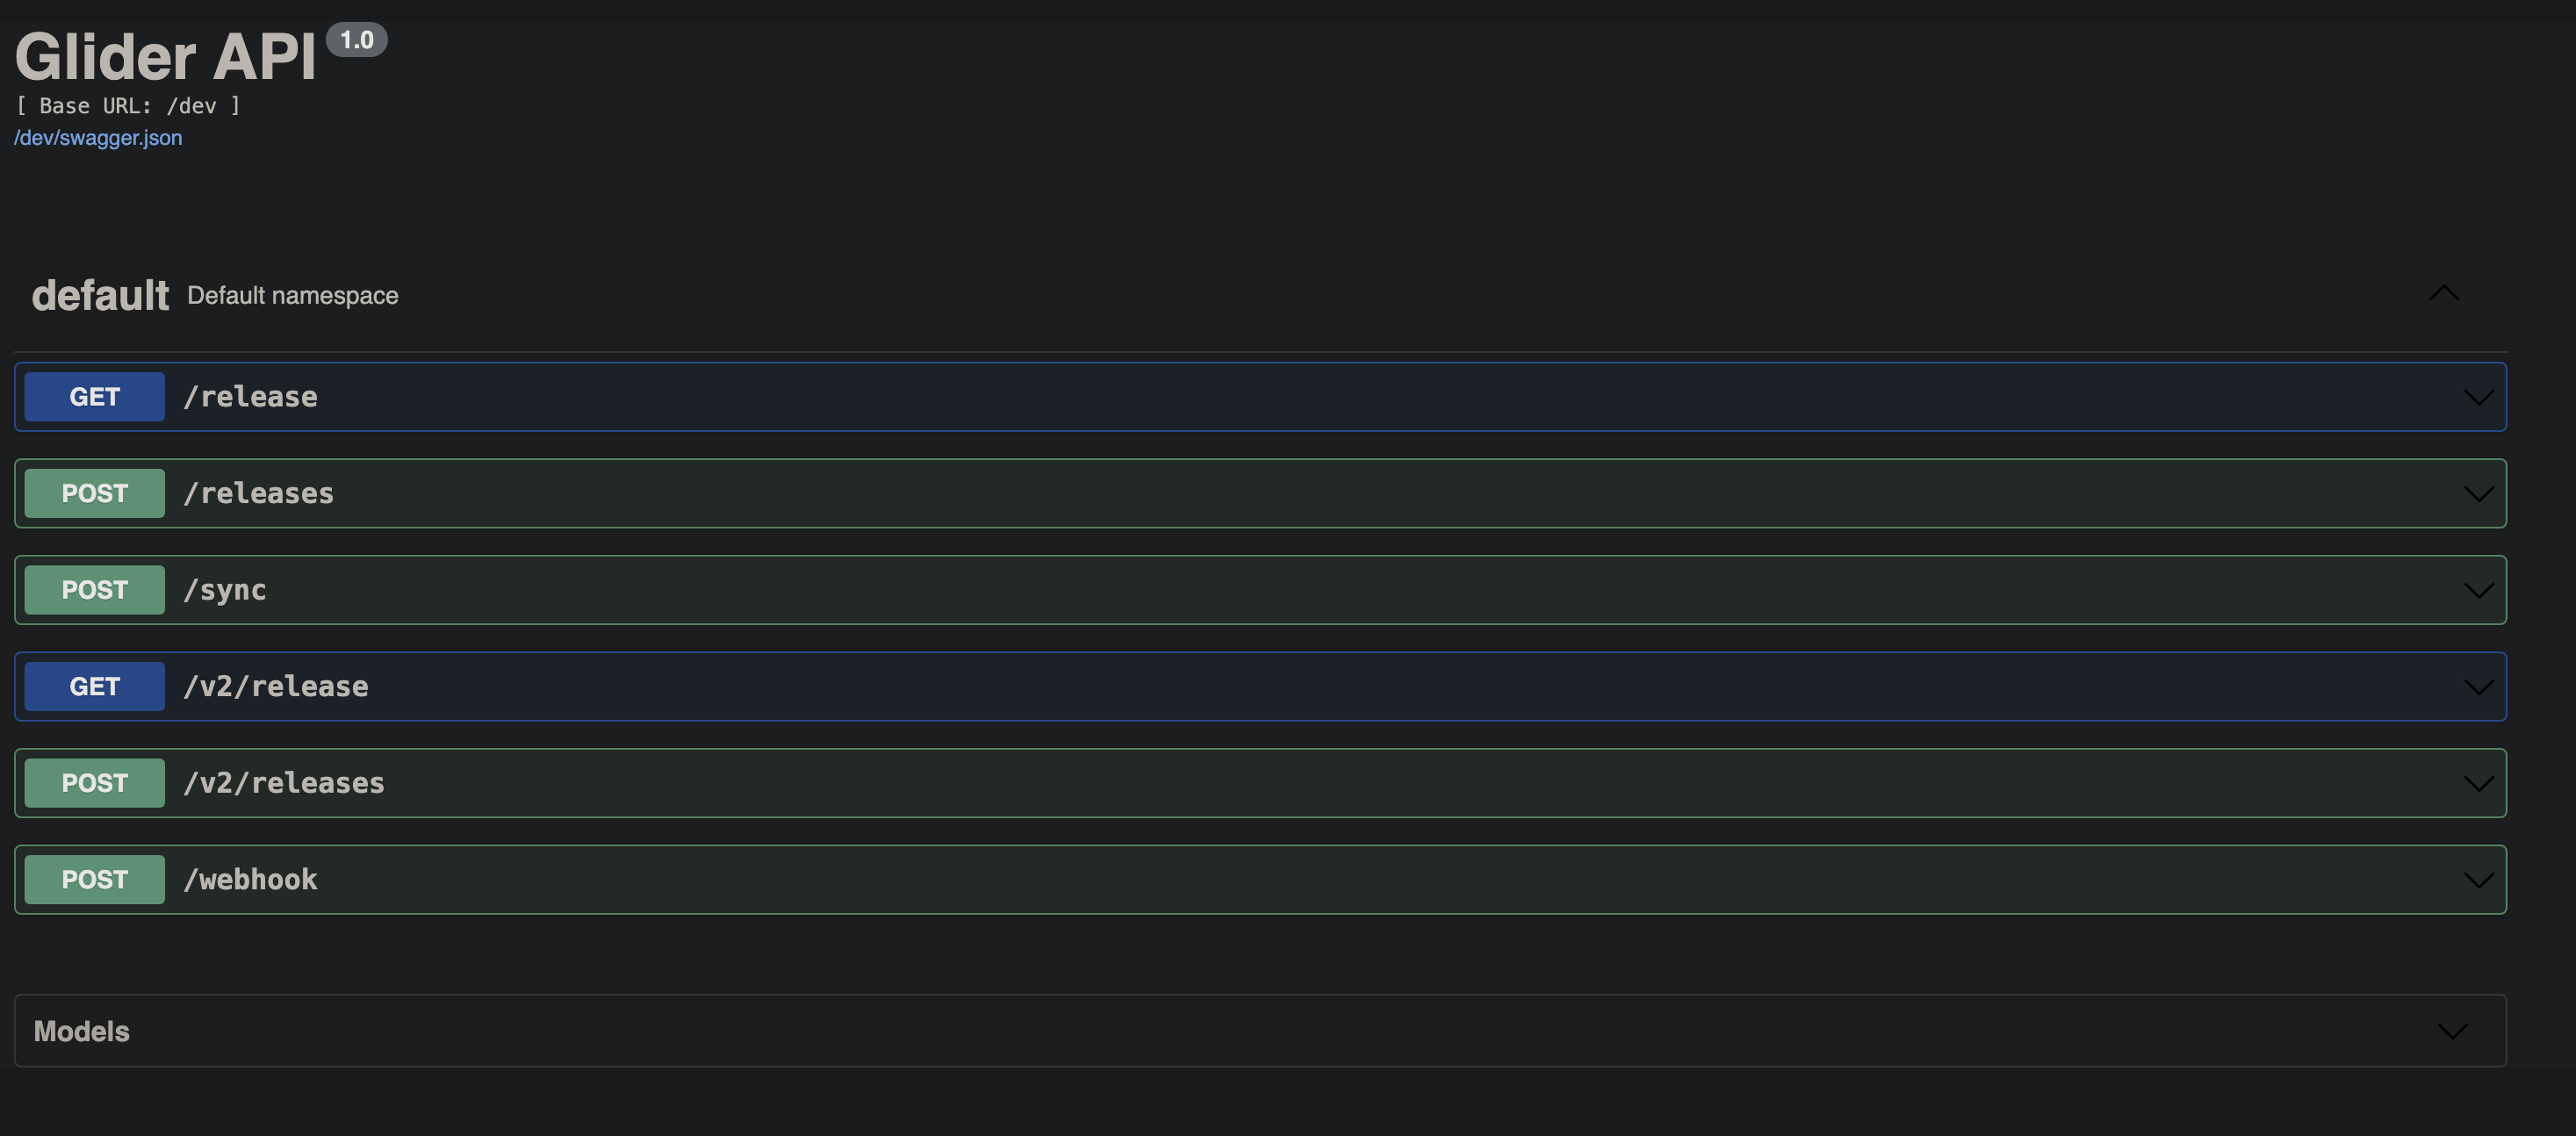 Glider API 1.0
[ Base URL: /dev ]
/dev/swagger.json
default Default namespace
GET /release
POST /releases
POST /sync
GET /v2/release
POST /v2/releases
POST /webhook
Models